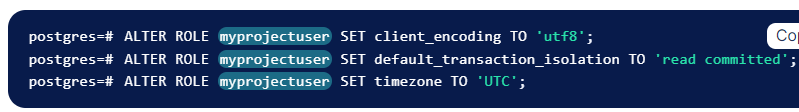 postgres=# ALTER ROLE myprojectuser SET client_encoding TO 'utf8';
postgres=# ALTER ROLE myprojectuser SET default_transaction_isolation TO 'read committed';
postgres=# ALTER ROLE myprojectuser SET timezone TO 'UTC';